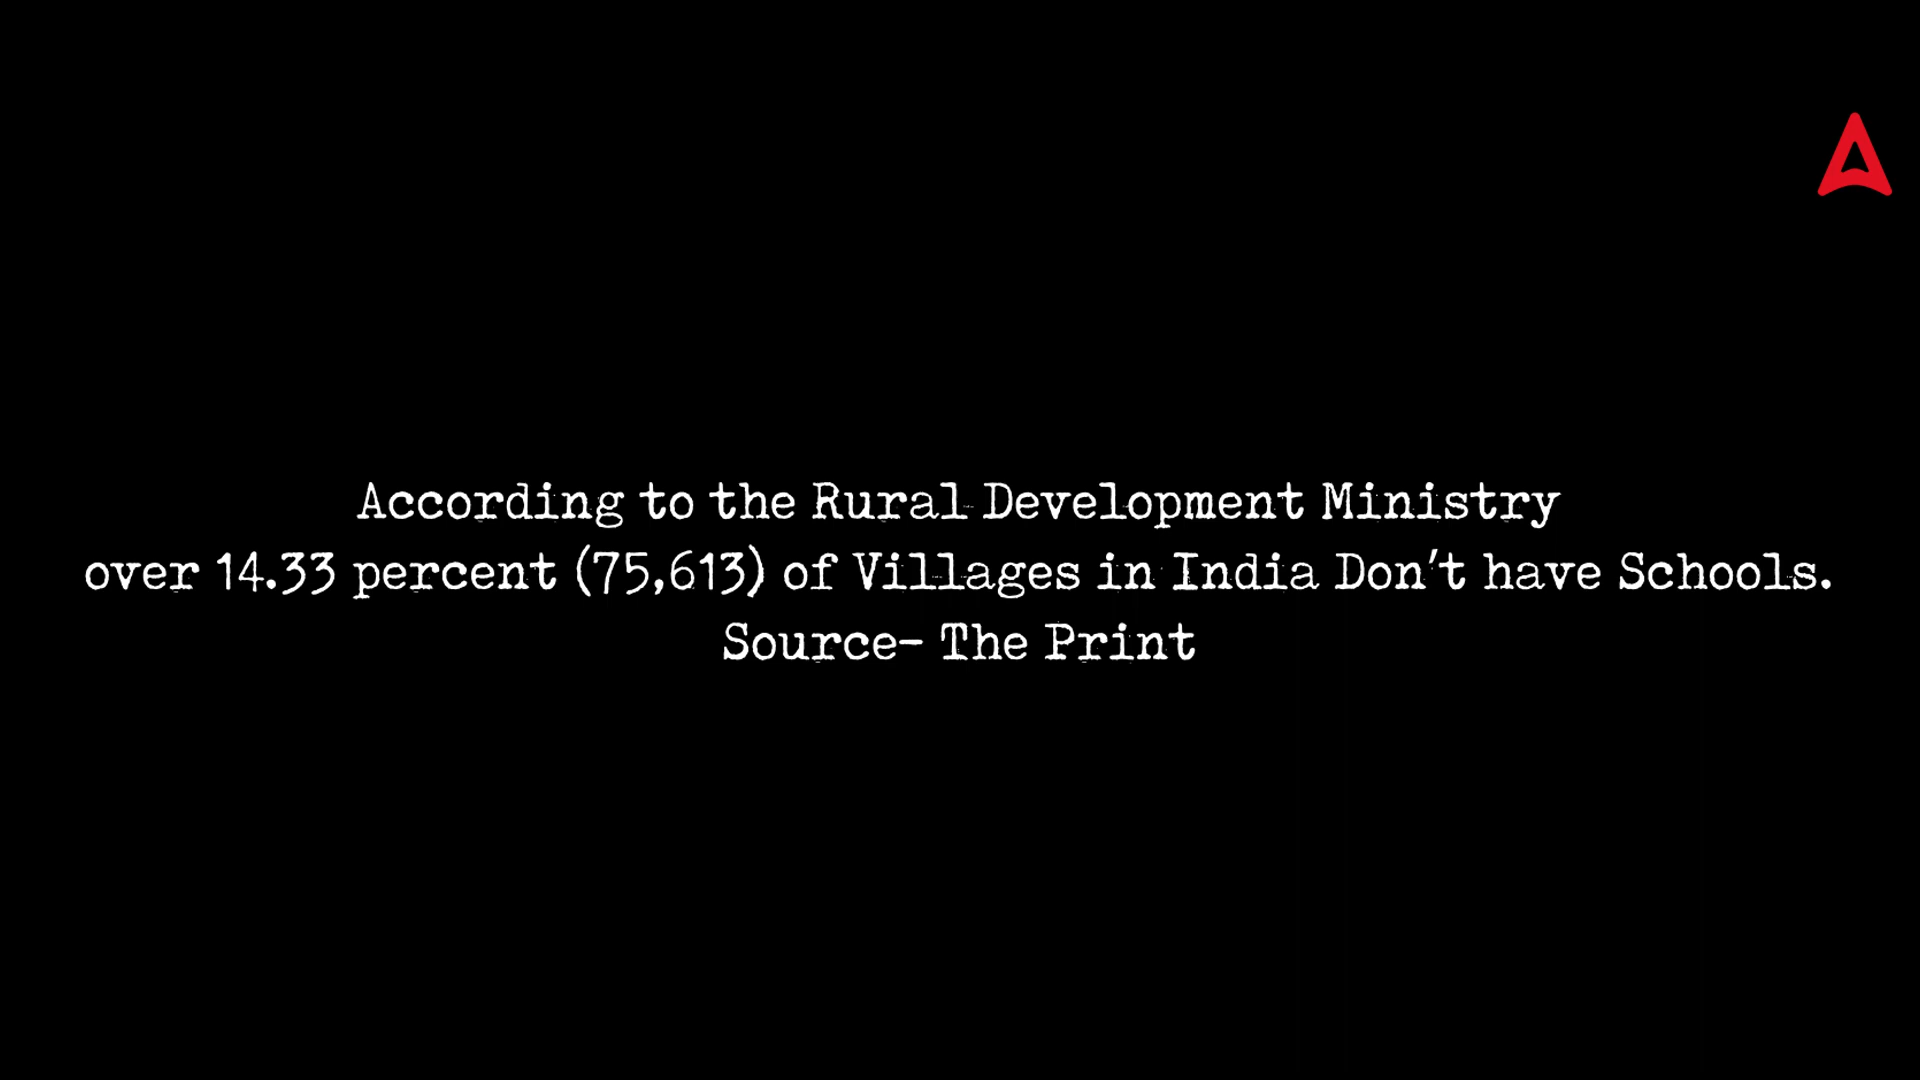 According to the Rural Development Ministry
over 14.33 percent (75,613) of Villages in India Don't have Schools.
Source- The Print